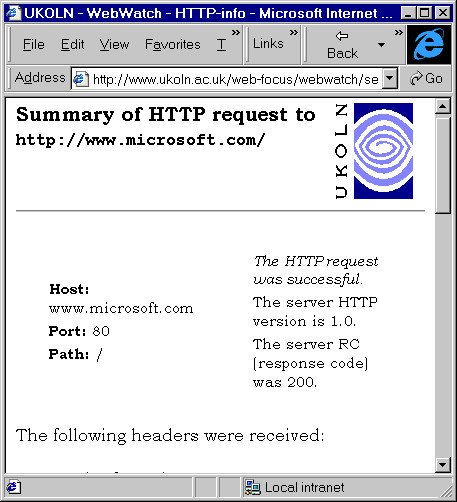 UKOLN - WebWatch - HTTP-info - Microsoft Internet ...
File Edit View Favorites T » Links » Back »
Address http://www.ukoln.ac.uk/web-focus/webwatch/se Go
Summary of HTTP request to
http://www.microsoft.com/
UKOLN
The HTTP request
was successful.
Host:
www.microsoft.com
The server HTTP
version is 1.0.
Port: 80
Path: /
The server RC
(response code)
was 200.
The following headers were received:
Local intranet